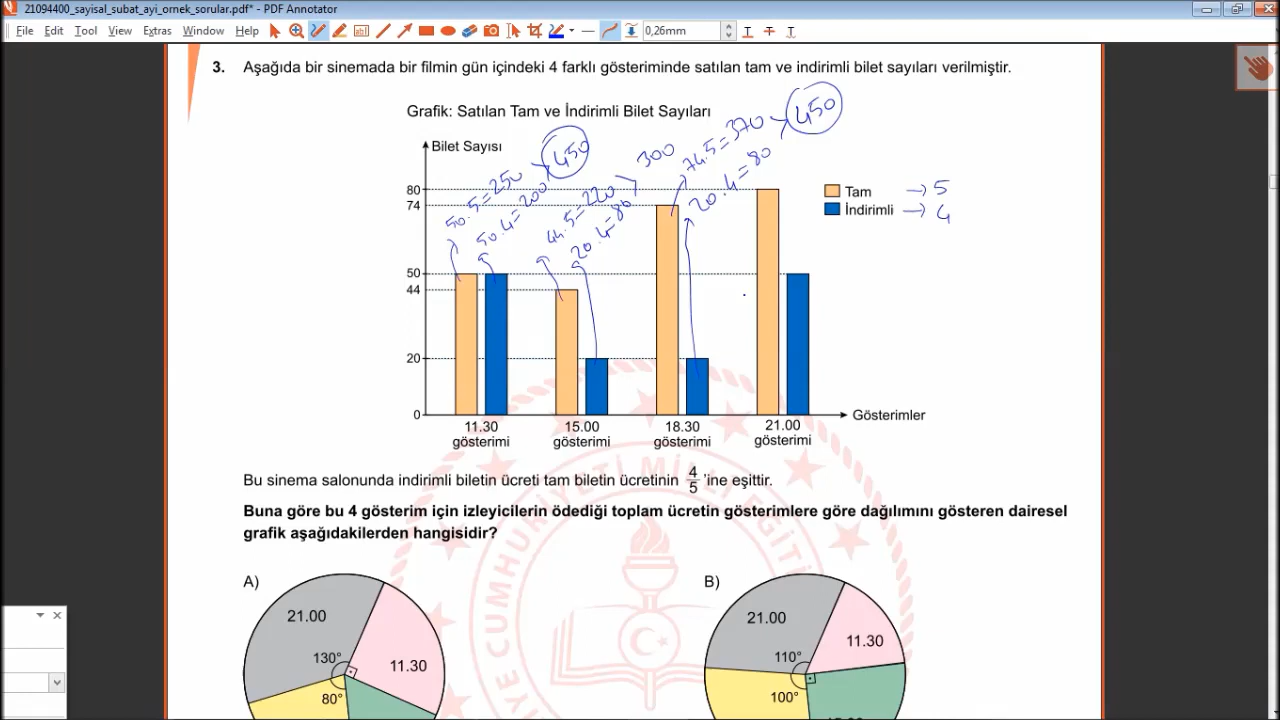 21094400_sayisal_subat_ayi_ornek_sorular.pdf* - PDF Annotator
File Edit Tool View Extras Window Help
0,26mm
3. Aşağıda bir sinemada bir filmin gün içindeki 4 farklı gösteriminde satılan tam ve indirimli bilet sayıları verilmiştir.
Grafik: Satılan Tam ve İndirimli Bilet Sayıları
Bilet Sayısı
80
74
50
44
20
0
50.5=250
50.4=200
450
44.5=220
20.4=80
300
74.5=370
20.4=80
450
Tam → 5
İndirimli → 4
11.30 gösterimi
15.00 gösterimi
18.30 gösterimi
21.00 gösterimi
Gösterimler
Bu sinema salonunda indirimli biletin ücreti tam biletin ücretinin 4/5 'ine eşittir.
Buna göre bu 4 gösterim için izleyicilerin ödediği toplam ücretin gösterimlere göre dağılımını gösteren dairesel
grafik aşağıdakilerden hangisidir?
A)
21.00
130°
11.30
80°
B)
21.00
110°
11.30
100°
CUMHURİYETİ MİLLİ EĞİTİ